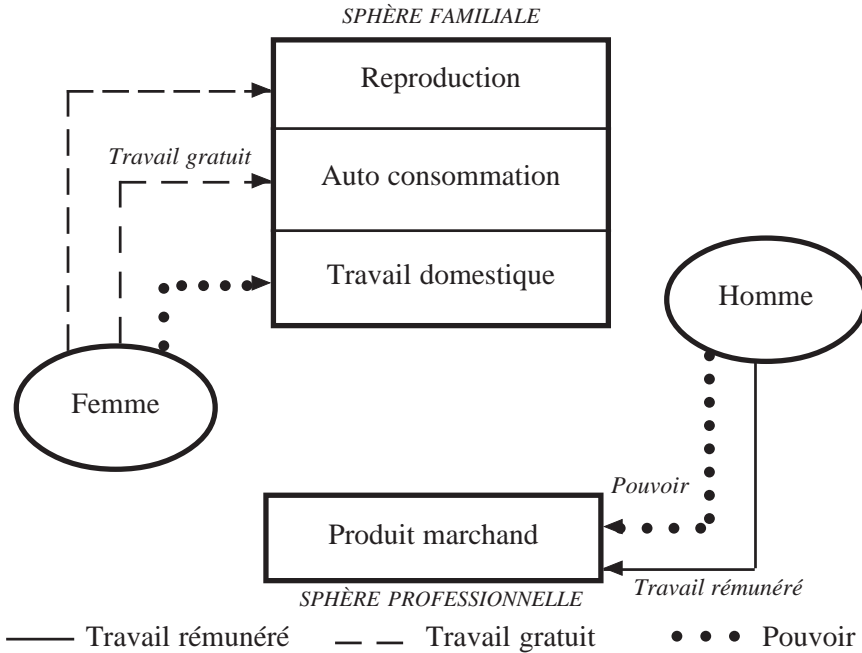 SPHÈRE FAMILIALE
Reproduction
Travail gratuit
Auto consommation
Travail domestique
Homme
Femme
Pouvoir
Produit marchand
Travail rémunéré
SPHÈRE PROFESSIONNELLE
Travail rémunéré Travail gratuit Pouvoir